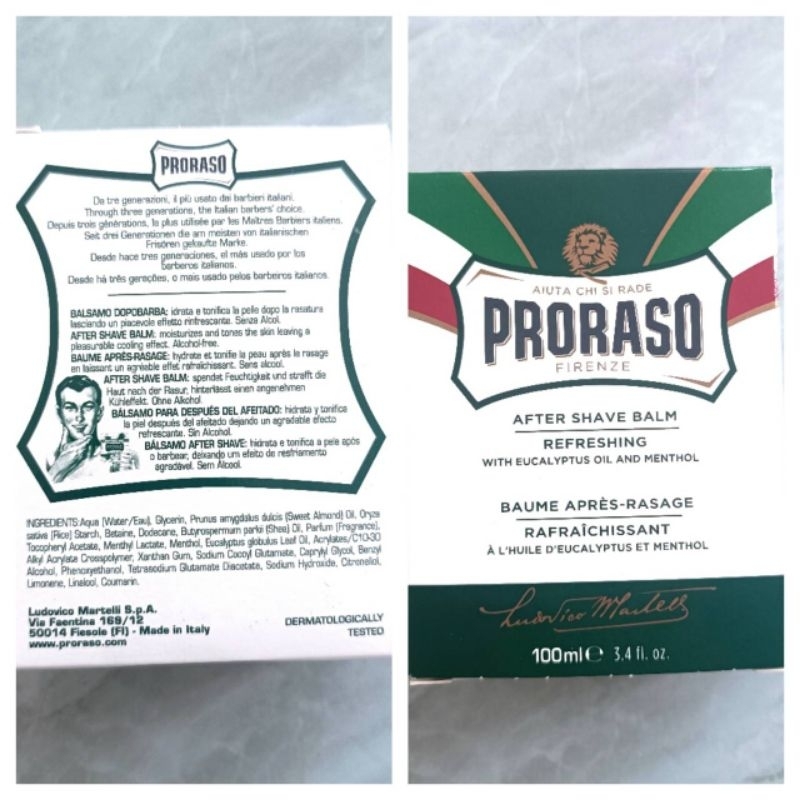 PRORASO
Da tre generazioni, il più usato dai barbieri italiani.
Through three generations, the Italian barbers' choice.
Depuis trois générations, la plus utilisée par les Maîtres Barbiers italiens.
Seit drei Generationen die am meisten von italienischen
Frisören gekaufte Marke.
Desde hace tres generaciones, el más usado por los
barberos italianos.
Desde há três gerações, o mais usado pelos barbeiros italianos.
BALSAMO DOPOBARBA: idrata e tonifica la pelle dopo la rasatura
lasciando un piacevole effetto rinfrescante. Senza Alcol.
AFTER SHAVE BALM: moisturizes and tones the skin leaving a
pleasurable cooling effect. Alcohol-free.
BAUME APRÈS-RASAGE: hydrate et tonifie la peau après le rasage
en laissant un agréable effet rafraîchissant. Sans alcool.
AFTER SHAVE BALM: spendet Feuchtigkeit und strafft die
Haut nach der Rasur, hinterlässt einen angenehmen
Kühleffekt. Ohne Alkohol.
BÁLSAMO PARA DESPUÉS DEL AFEITADO: hidrata y tonifica
la piel después del afeitado dejando un agradable efecto
refrescante. Sin Alcohol.
BÁLSAMO AFTER SHAVE: hidrata e tonifica a pele após
o barbear, deixando um efeito de resfriamento
agradável. Sem Álcool.
INGREDIENTS: Aqua (Water/Eau), Glycerin, Prunus amygdalus dulcis (Sweet Almond) Oil, Oryza
sativa (Rice) Starch, Betaine, Dodecane, Butyrospermum parkii (Shea) Oil, Parfum (Fragrance),
Tocopheryl Acetate, Menthyl Lactate, Menthol, Eucalyptus globulus Leaf Oil, Acrylates/C10-30
Alkyl Acrylate Crosspolymer, Xanthan Gum, Sodium Cocoyl Glutamate, Caprylyl Glycol, Benzyl
Alcohol, Phenoxyethanol, Tetrasodium Glutamate Diacetate, Sodium Hydroxide, Citronellol,
Limonene, Linalool, Coumarin.
Ludovico Martelli S.p.A.
Via Faentina 169/12
50014 Fiesole (FI) - Made in Italy
www.proraso.com
DERMATOLOGICALLY
TESTED
AIUTA CHI SI RADE
PRORASO
FIRENZE
AFTER SHAVE BALM
REFRESHING
WITH EUCALYPTUS OIL AND MENTHOL
BAUME APRÈS-RASAGE
RAFRAÎCHISSANT
À L'HUILE D'EUCALYPTUS ET MENTHOL
Ludovico Martelli
100ml e 3.4 fl. oz.